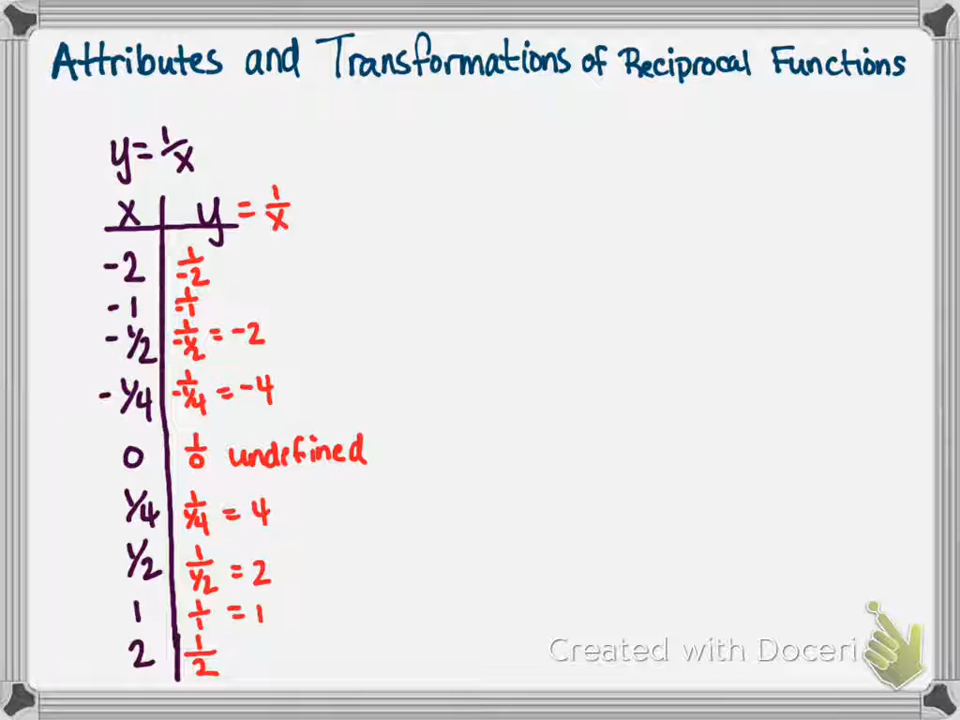 Attributes and Transformations of Reciprocal Functions
y=1/x
x y = 1/x
-2 1/-2
-1 1/-1
-1/2 1/-1/2 = -2
-1/4 1/-1/4 = -4
0 1/0 undefined
1/4 1/1/4 = 4
1/2 1/1/2 = 2
1 1/1 = 1
2 1/2
Created with Doceri